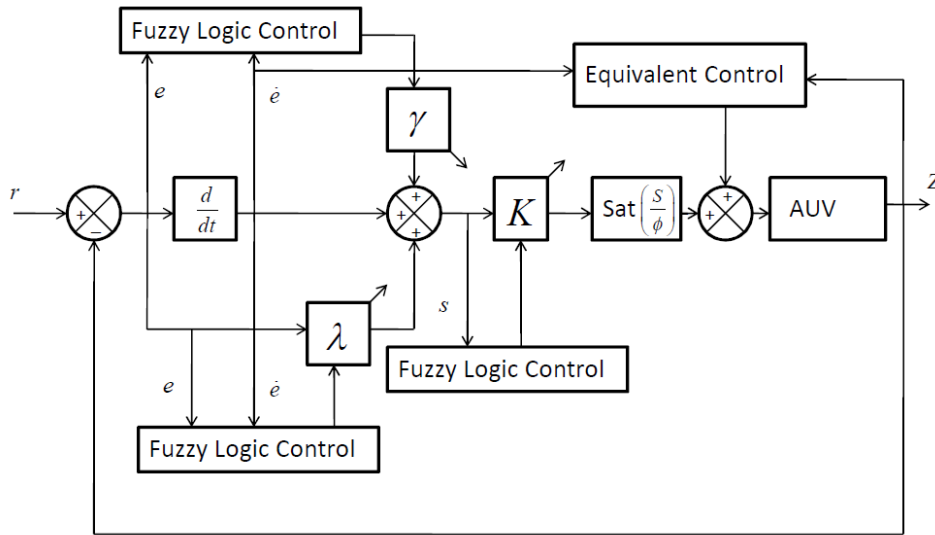 Fuzzy Logic Control
e
ė
Equivalent Control
γ
r
+
−
d
dt
+
+
+
K
Sat(S/φ)
+
+
AUV
Z
λ
s
Fuzzy Logic Control
e
ė
Fuzzy Logic Control